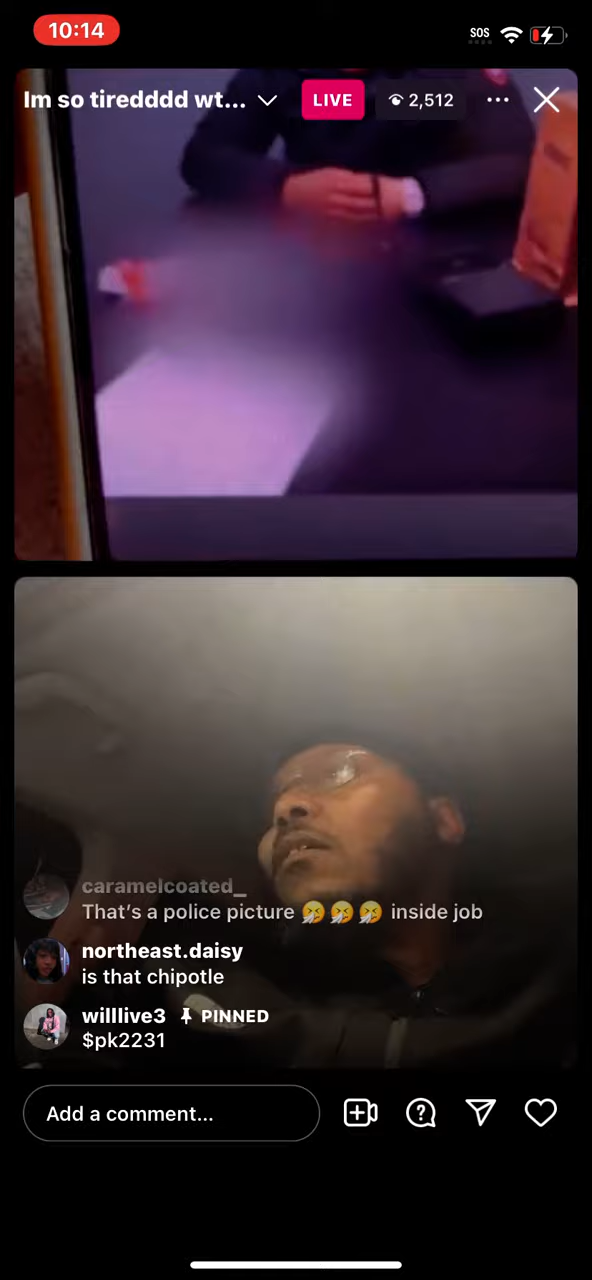 10:14
SOS
Im so tiredddd wt...
LIVE
2,512
caramelcoated_
That's a police picture 🤧🤧🤧 inside job
northeast.daisy
is that chipotle
willlive3 PINNED
$pk2231
Add a comment...